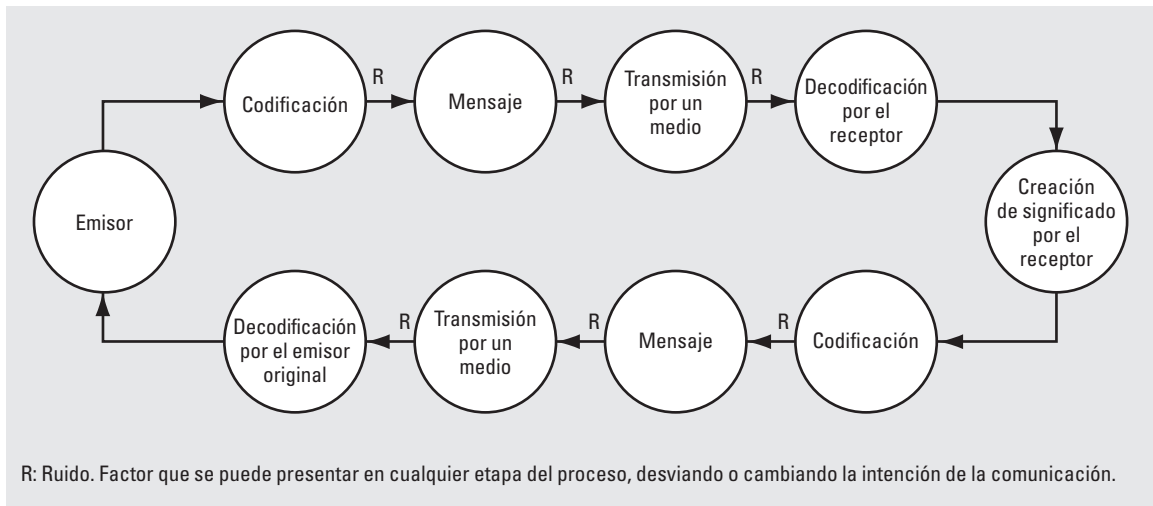 Codificación
R
Mensaje
R
Transmisión
por un
medio
R
Decodificación
por el
receptor
Creación
de significado
por el
receptor
Emisor
Decodificación
por el emisor
original
R
Transmisión
por un
medio
R
Mensaje
R
Codificación
R: Ruido. Factor que se puede presentar en cualquier etapa del proceso, desviando o cambiando la intención de la comunicación.